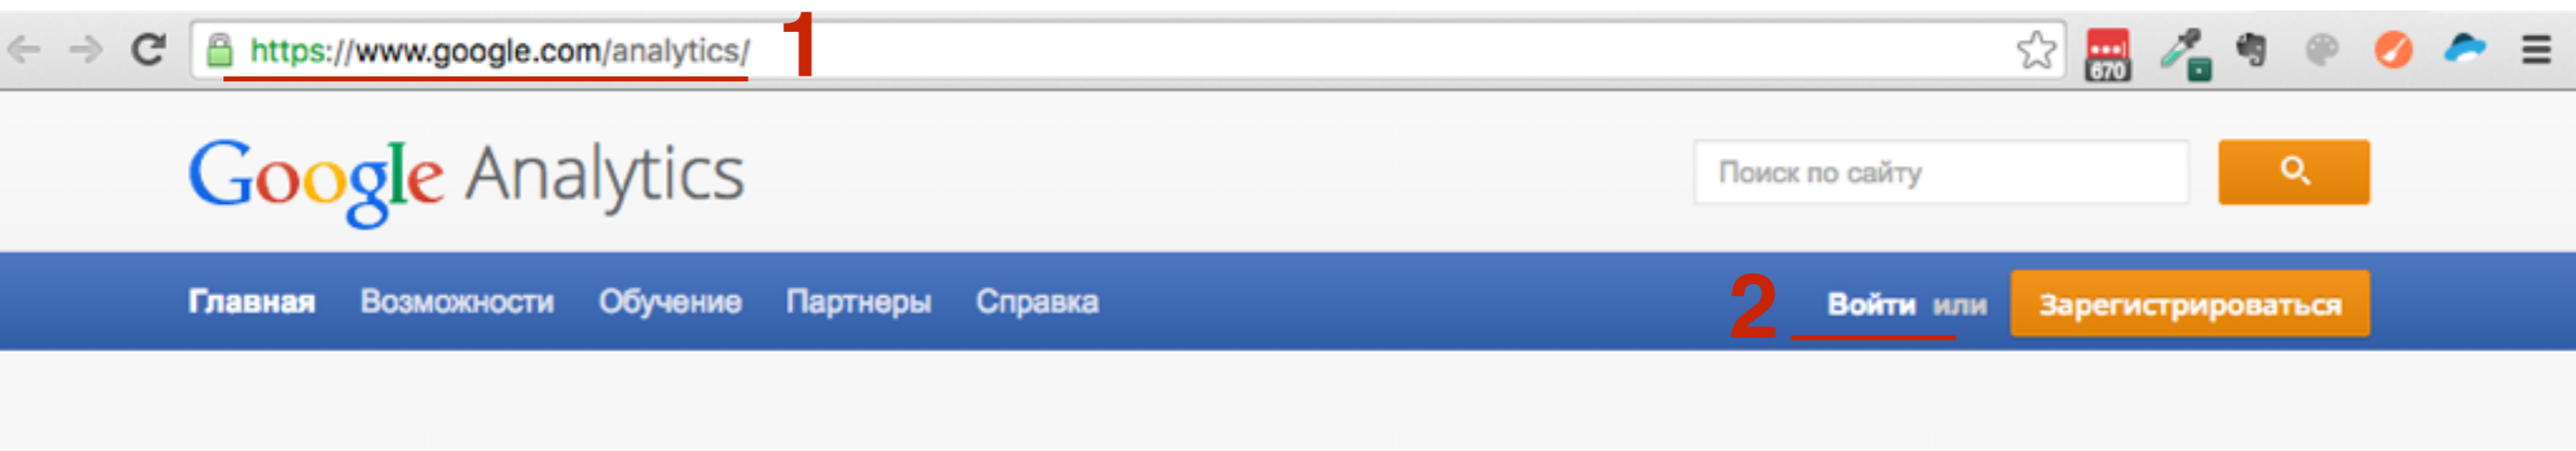 https://www.google.com/analytics/ 1
670
Google Analytics
Поиск по сайту
Главная Возможности Обучение Партнеры Справка 2 Войти или Зарегистрироваться